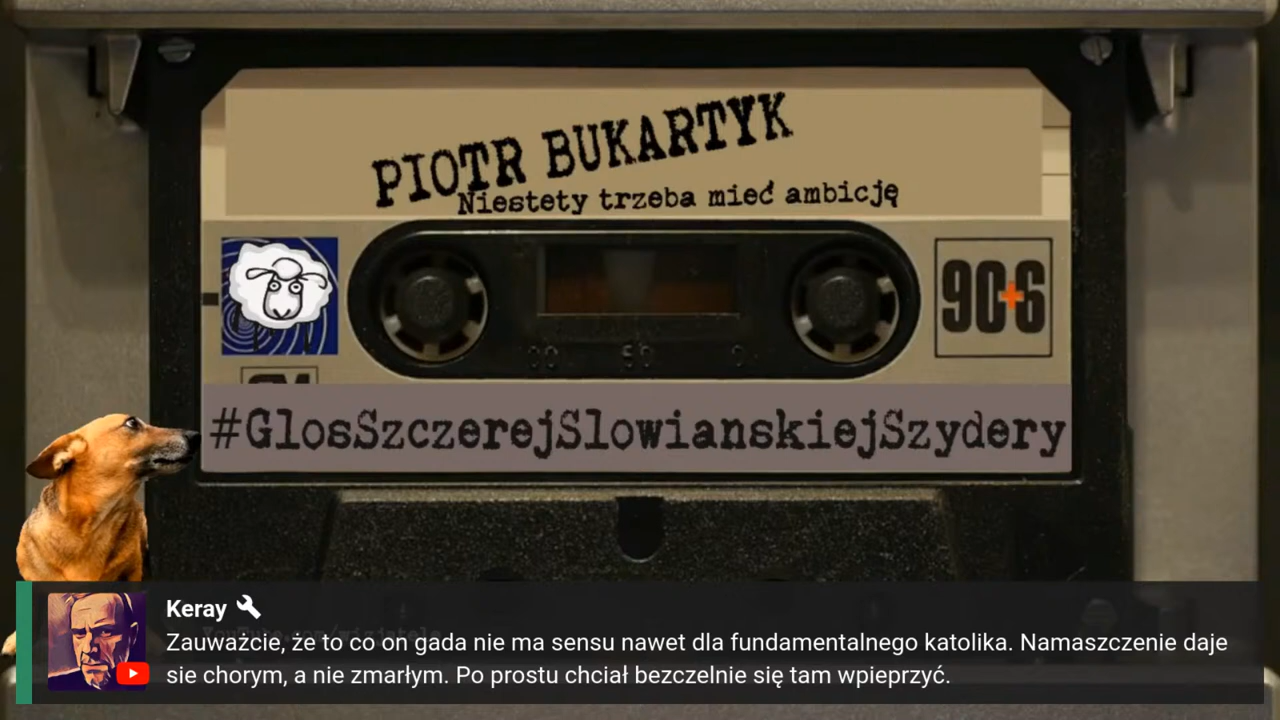 PIOTR BUKARTYK
Niestety trzeba mieć ambicję
90+6
#GlosSzczerejSlowianskiejSzydery
Keray
Zauważcie, że to co on gada nie ma sensu nawet dla fundamentalnego katolika. Namaszczenie daje
sie chorym, a nie zmarłym. Po prostu chciał bezczelnie się tam wpieprzyć.